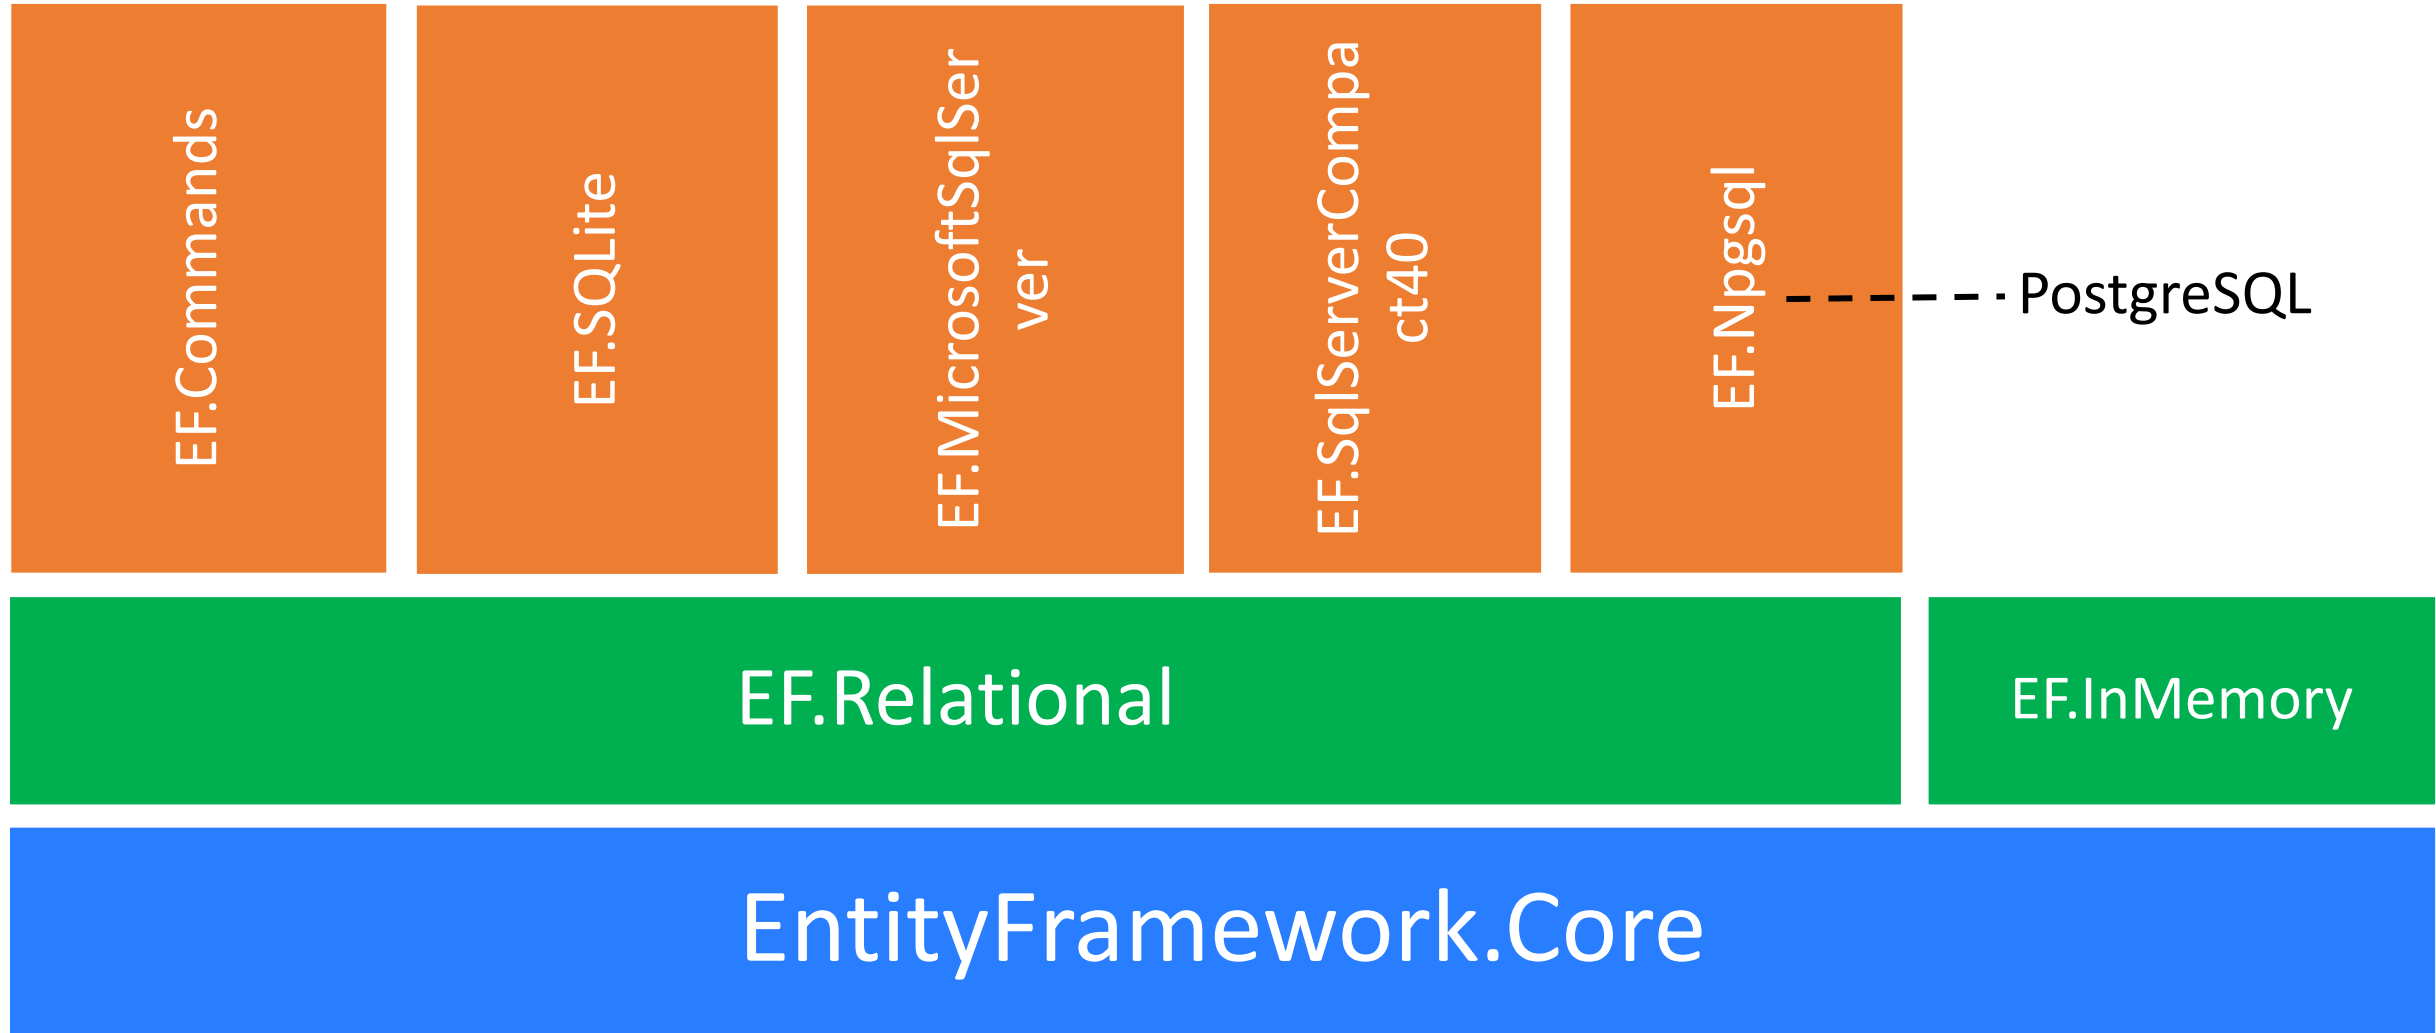 EF.Commands
EF.SQLite
EF.MicrosoftSqlSer
ver
EF.SqlServerCompa
ct40
EF.Npgsql
PostgreSQL
EF.Relational
EF.InMemory
EntityFramework.Core